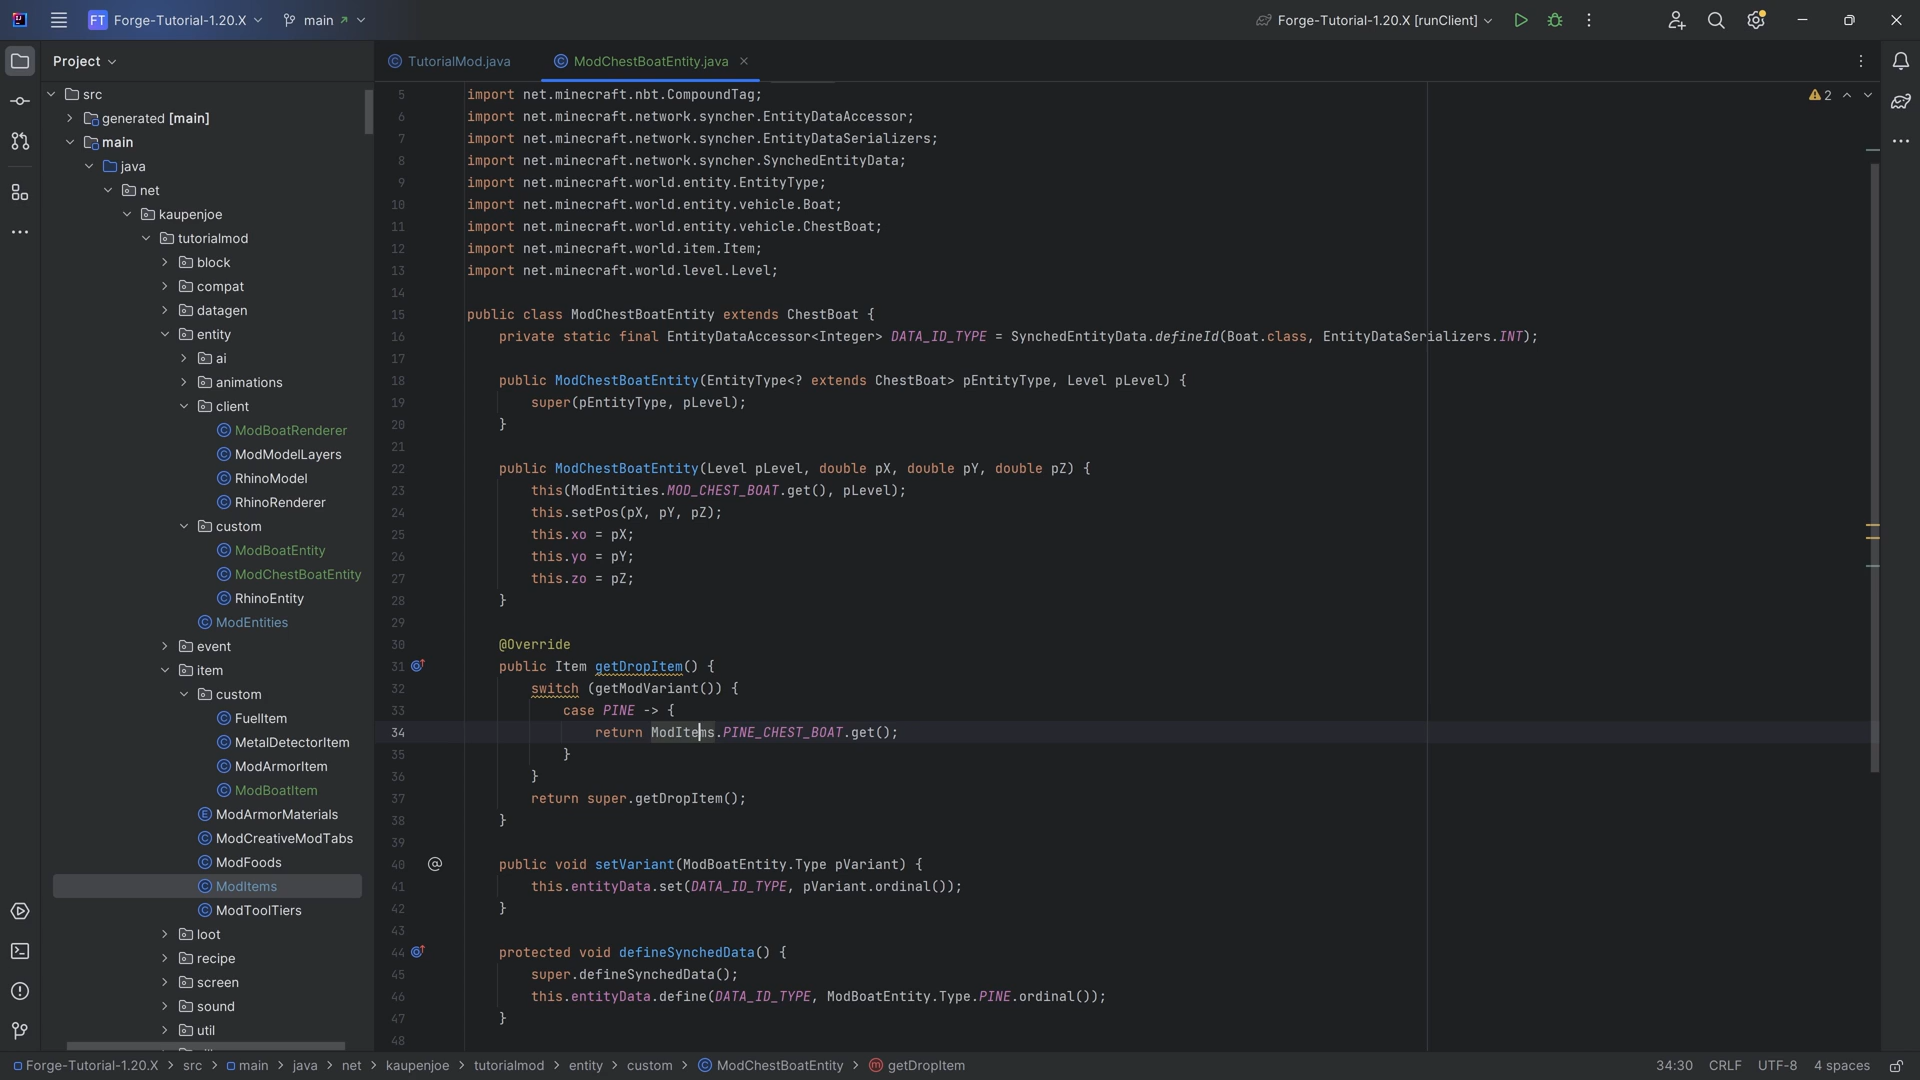 FT Forge-Tutorial-1.20.X main Forge-Tutorial-1.20.X [runClient]
Project
src
generated [main]
main
java
net
kaupenjoe
tutorialmod
block
compat
datagen
entity
ai
animations
client
ModBoatRenderer
ModModelLayers
RhinoModel
RhinoRenderer
custom
ModBoatEntity
ModChestBoatEntity
RhinoEntity
ModEntities
event
item
custom
FuelItem
MetalDetectorItem
ModArmorItem
ModBoatItem
ModArmorMaterials
ModCreativeModTabs
ModFoods
ModItems
ModToolTiers
loot
recipe
screen
sound
util
TutorialMod.java ModChestBoatEntity.java
2
5 import net.minecraft.nbt.CompoundTag;
6 import net.minecraft.network.syncher.EntityDataAccessor;
7 import net.minecraft.network.syncher.EntityDataSerializers;
8 import net.minecraft.network.syncher.SynchedEntityData;
9 import net.minecraft.world.entity.EntityType;
10 import net.minecraft.world.entity.vehicle.Boat;
11 import net.minecraft.world.entity.vehicle.ChestBoat;
12 import net.minecraft.world.item.Item;
13 import net.minecraft.world.level.Level;
14
15 public class ModChestBoatEntity extends ChestBoat {
16 private static final EntityDataAccessor<Integer> DATA_ID_TYPE = SynchedEntityData.defineId(Boat.class, EntityDataSerializers.INT);
17
18 public ModChestBoatEntity(EntityType<? extends ChestBoat> pEntityType, Level pLevel) {
19 super(pEntityType, pLevel);
20 }
21
22 public ModChestBoatEntity(Level pLevel, double pX, double pY, double pZ) {
23 this(ModEntities.MOD_CHEST_BOAT.get(), pLevel);
24 this.setPos(pX, pY, pZ);
25 this.xo = pX;
26 this.yo = pY;
27 this.zo = pZ;
28 }
29
30 @Override
31 public Item getDropItem() {
32 switch (getModVariant()) {
33 case PINE -> {
34 return ModItems.PINE_CHEST_BOAT.get();
35 }
36 }
37 return super.getDropItem();
38 }
39
40 public void setVariant(ModBoatEntity.Type pVariant) {
41 this.entityData.set(DATA_ID_TYPE, pVariant.ordinal());
42 }
43
44 protected void defineSynchedData() {
45 super.defineSynchedData();
46 this.entityData.define(DATA_ID_TYPE, ModBoatEntity.Type.PINE.ordinal());
47 }
48
Forge-Tutorial-1.20.X > src > main > java > net > kaupenjoe > tutorialmod > entity > custom > ModChestBoatEntity > getDropItem 34:30 CRLF UTF-8 4 spaces